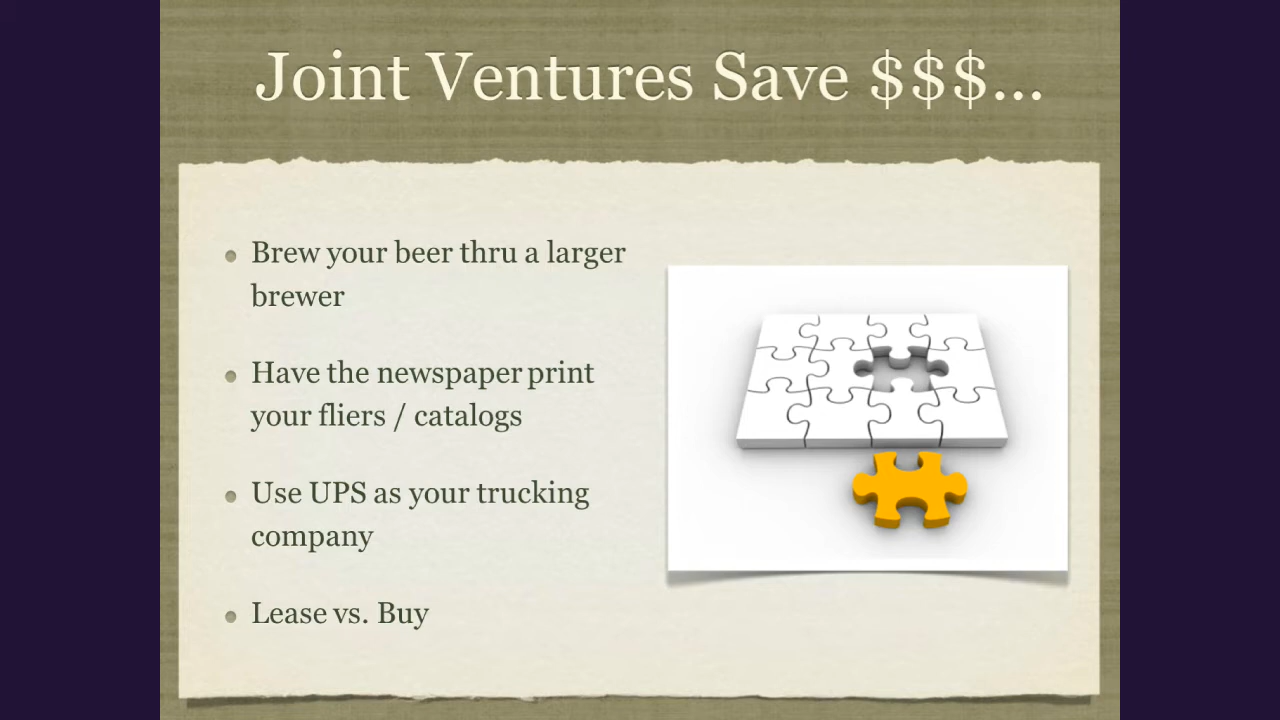 Joint Ventures Save $$$...
Brew your beer thru a larger
brewer
Have the newspaper print
your fliers / catalogs
Use UPS as your trucking
company
Lease vs. Buy